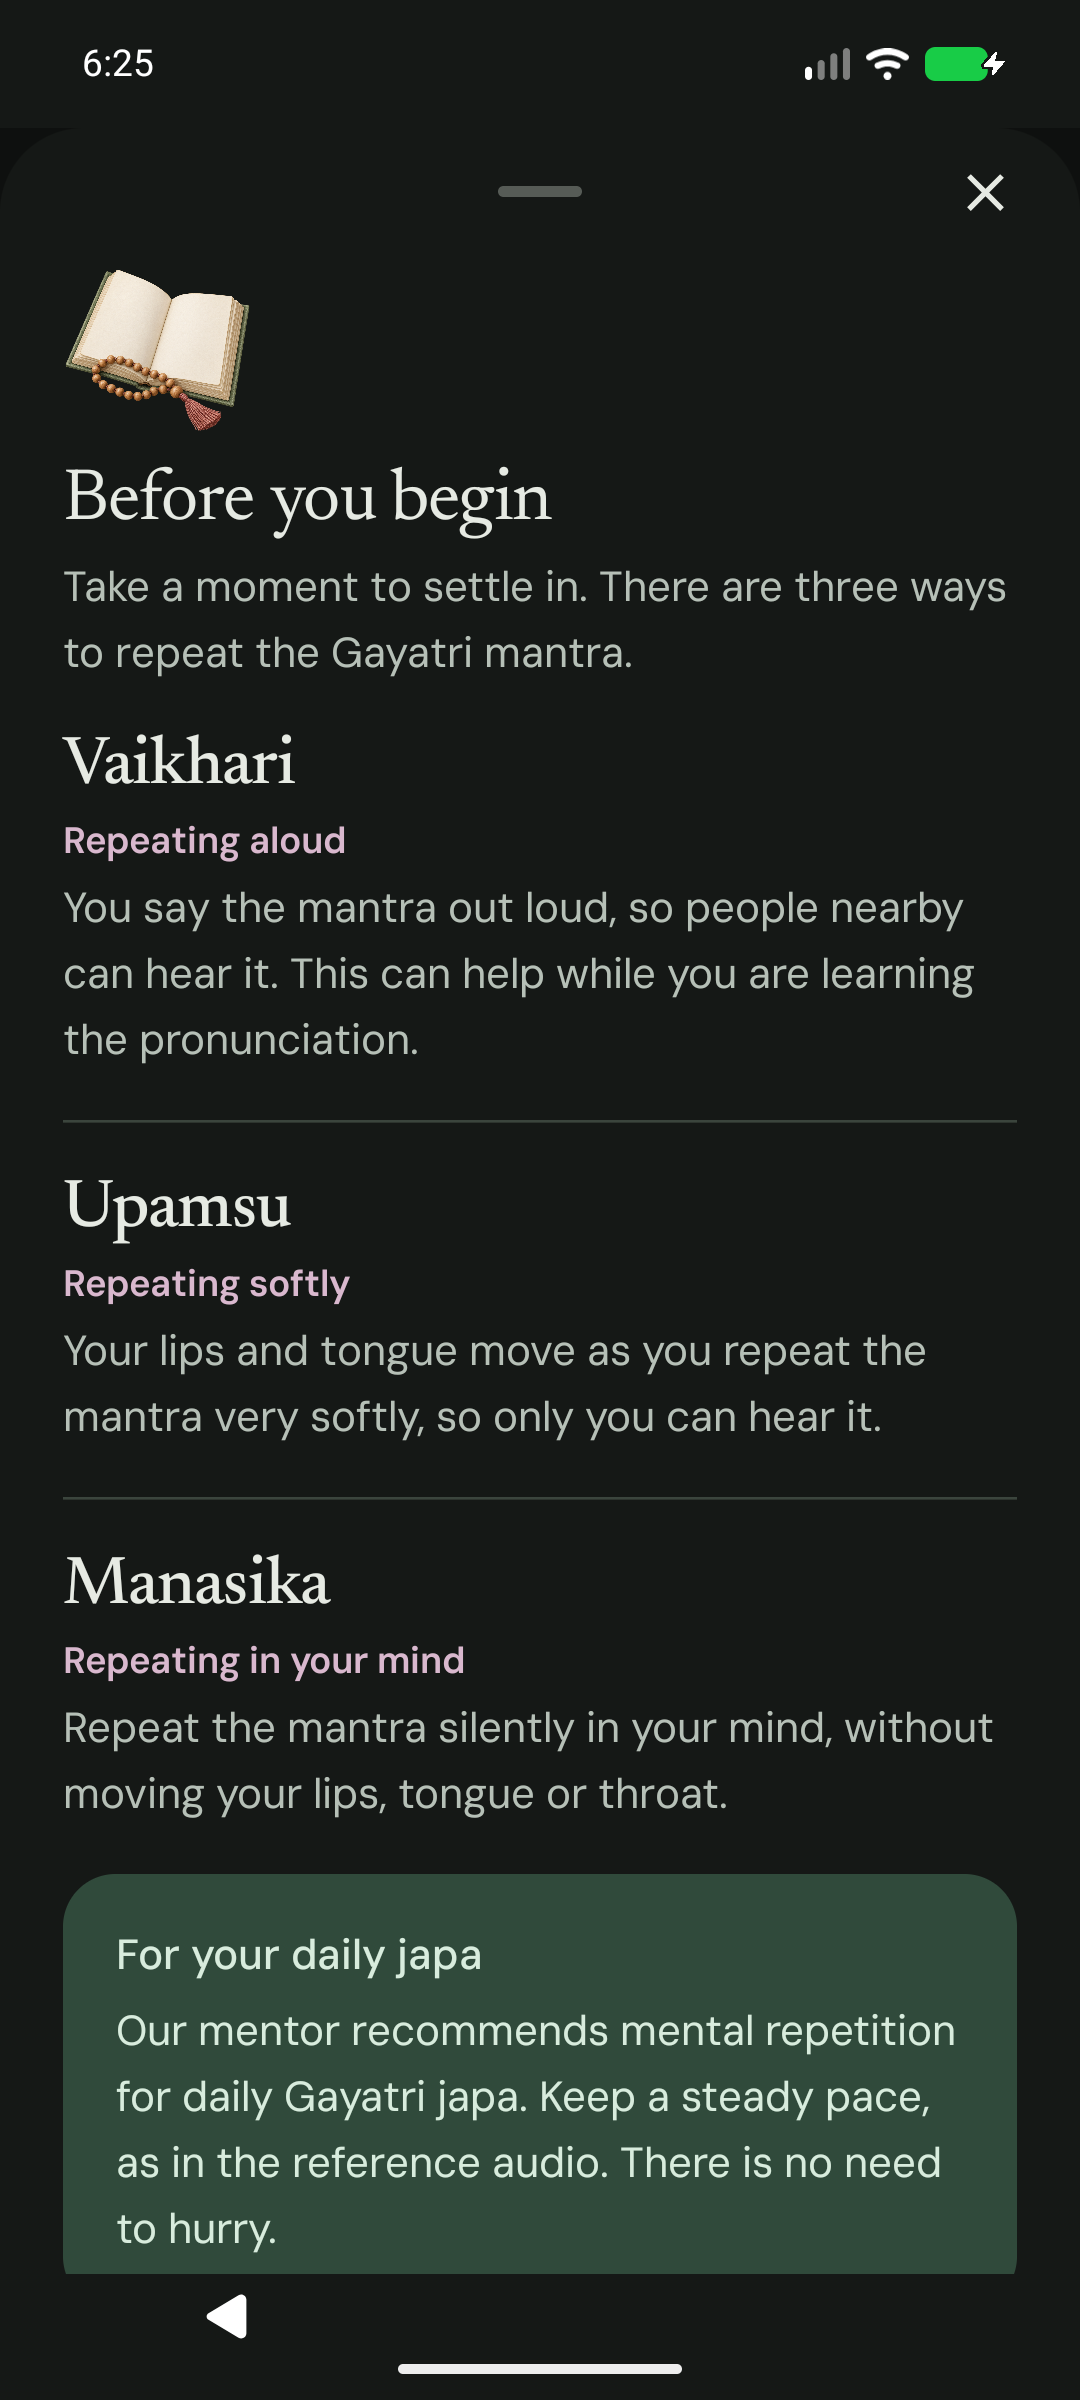 6:25
Before you begin
Take a moment to settle in. There are three ways
to repeat the Gayatri mantra.
Vaikhari
Repeating aloud
You say the mantra out loud, so people nearby
can hear it. This can help while you are learning
the pronunciation.
Upamsu
Repeating softly
Your lips and tongue move as you repeat the
mantra very softly, so only you can hear it.
Manasika
Repeating in your mind
Repeat the mantra silently in your mind, without
moving your lips, tongue or throat.
For your daily japa
Our mentor recommends mental repetition
for daily Gayatri japa. Keep a steady pace,
as in the reference audio. There is no need
to hurry.